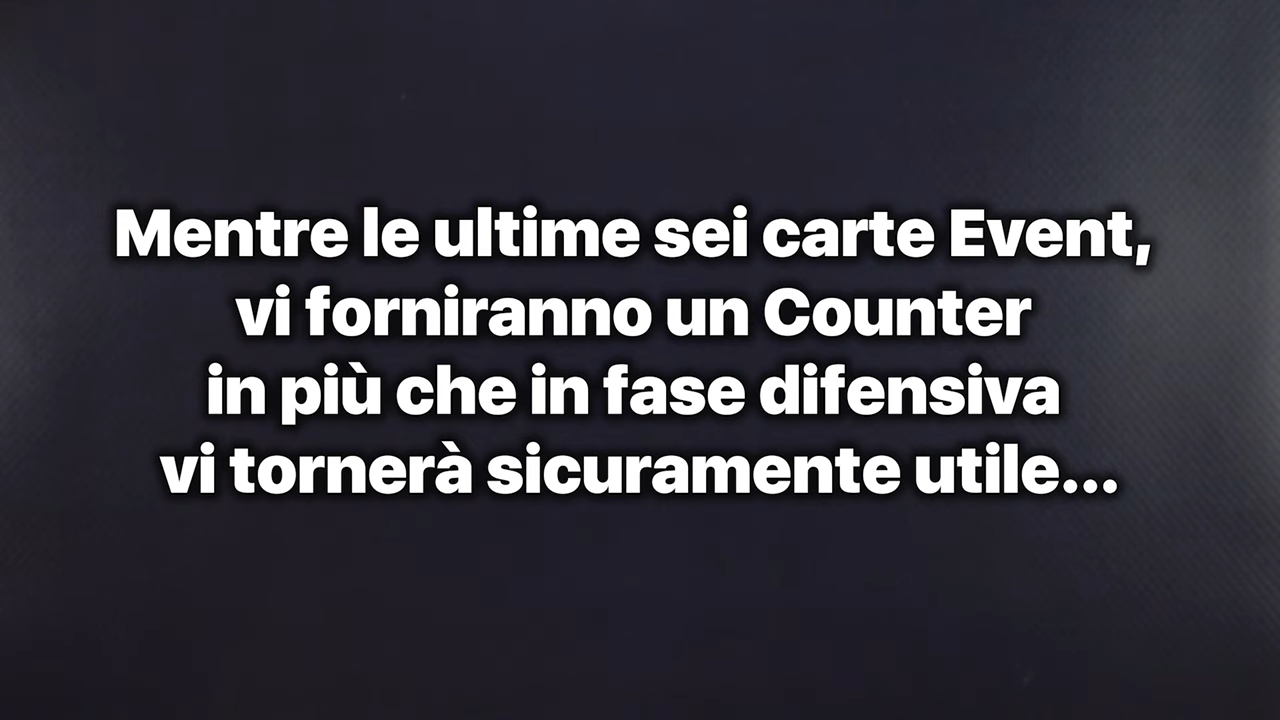 Mentre le ultime sei carte Event,
vi forniranno un Counter
in più che in fase difensiva
vi tornerà sicuramente utile...